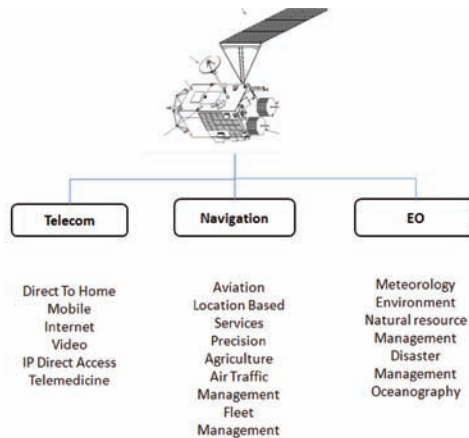 Telecom
Navigation
EO
Direct To Home
Mobile
Internet
Video
IP Direct Access
Telemedicine
Aviation
Location Based
Services
Precision
Agriculture
Air Traffic
Management
Fleet
Management
Meteorology
Environment
Natural resource
Management
Disaster
Management
Oceanography